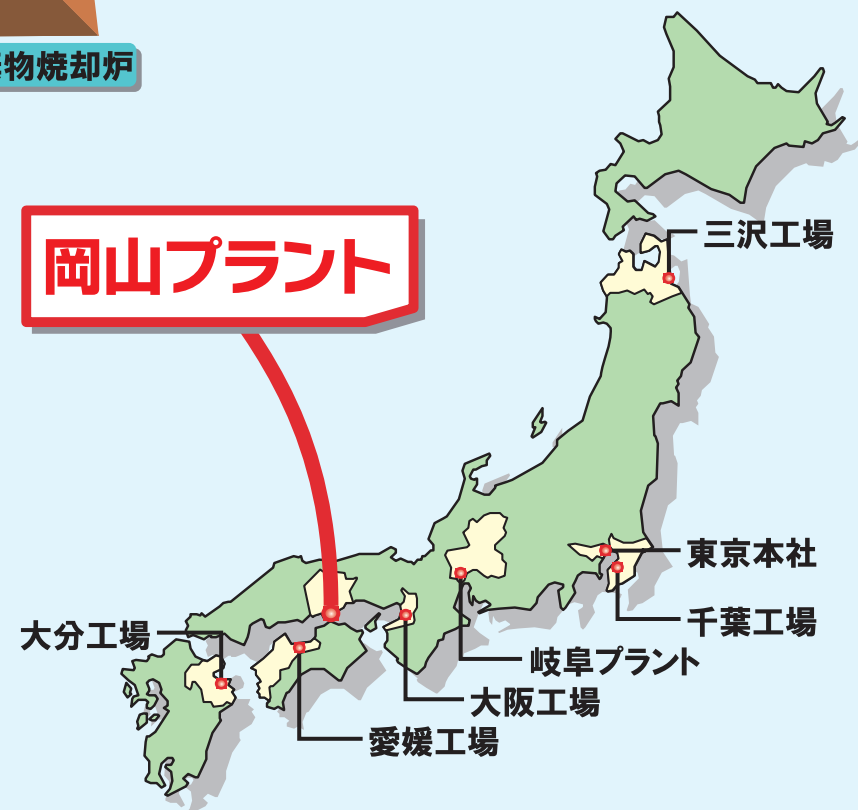 物焼却炉
三沢工場
岡山プラント
東京本社
千葉工場
大分工場
岐阜プラント
大阪工場
愛媛工場